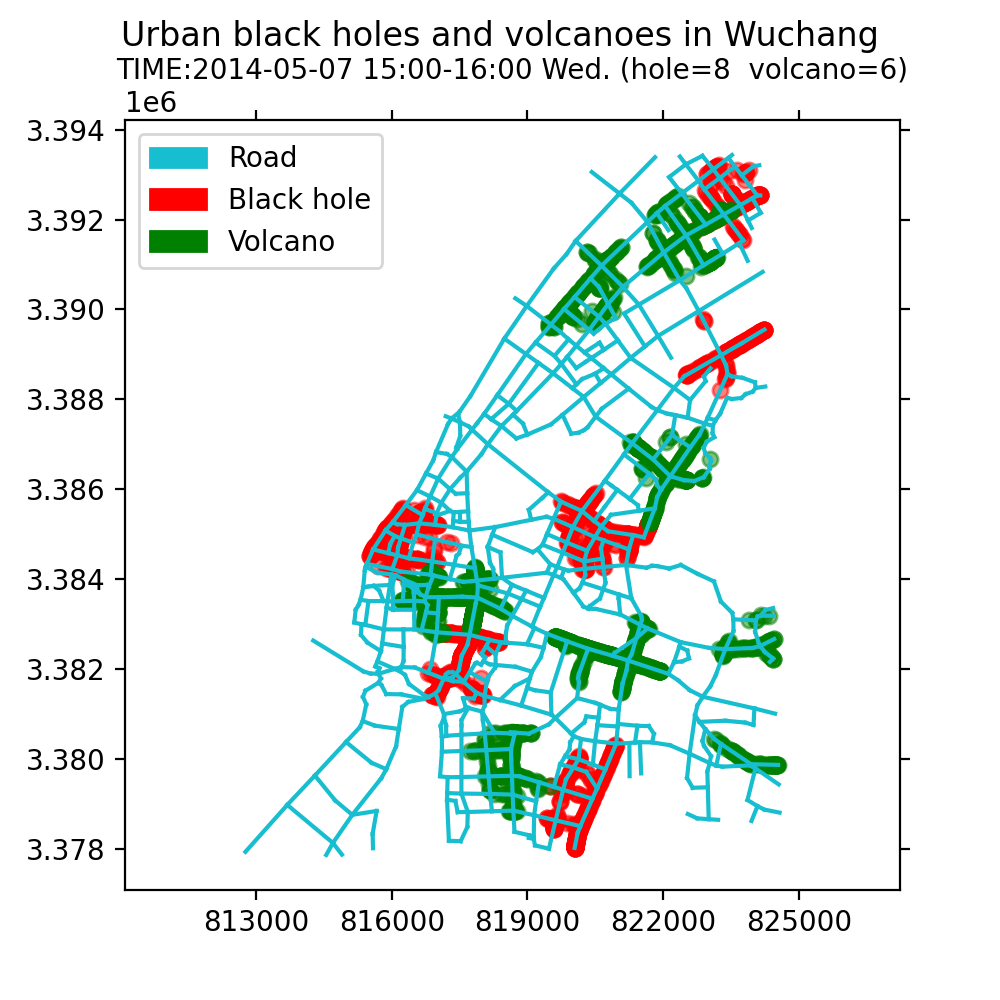 Urban black holes and volcanoes in Wuchang
TIME:2014-05-07 15:00-16:00 Wed. (hole=8  volcano=6)
1e6
3.394
3.392
3.390
3.388
3.386
3.384
3.382
3.380
3.378
Road
Black hole
Volcano
813000 816000 819000 822000 825000